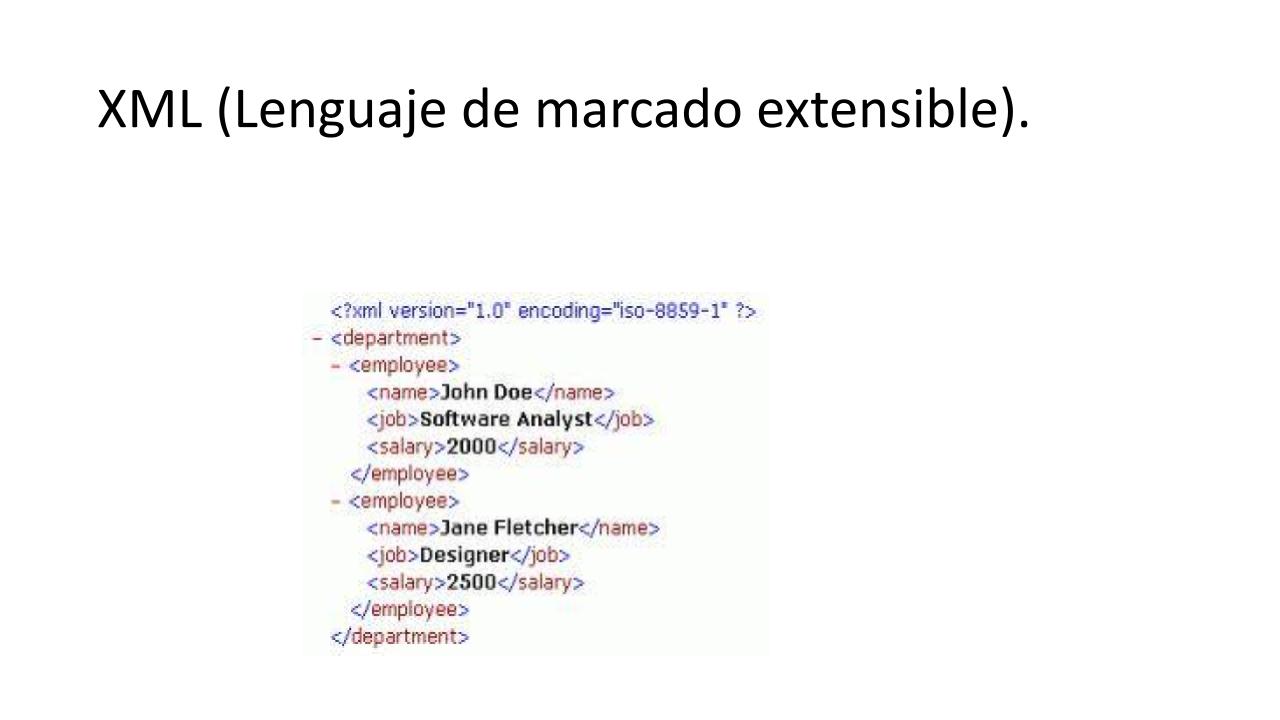 XML (Lenguaje de marcado extensible).
<?xml version="1.0" encoding="iso-8859-1" ?>
- <department>
- <employee>
<name>John Doe</name>
<job>Software Analyst</job>
<salary>2000</salary>
</employee>
- <employee>
<name>Jane Fletcher</name>
<job>Designer</job>
<salary>2500</salary>
</employee>
</department>